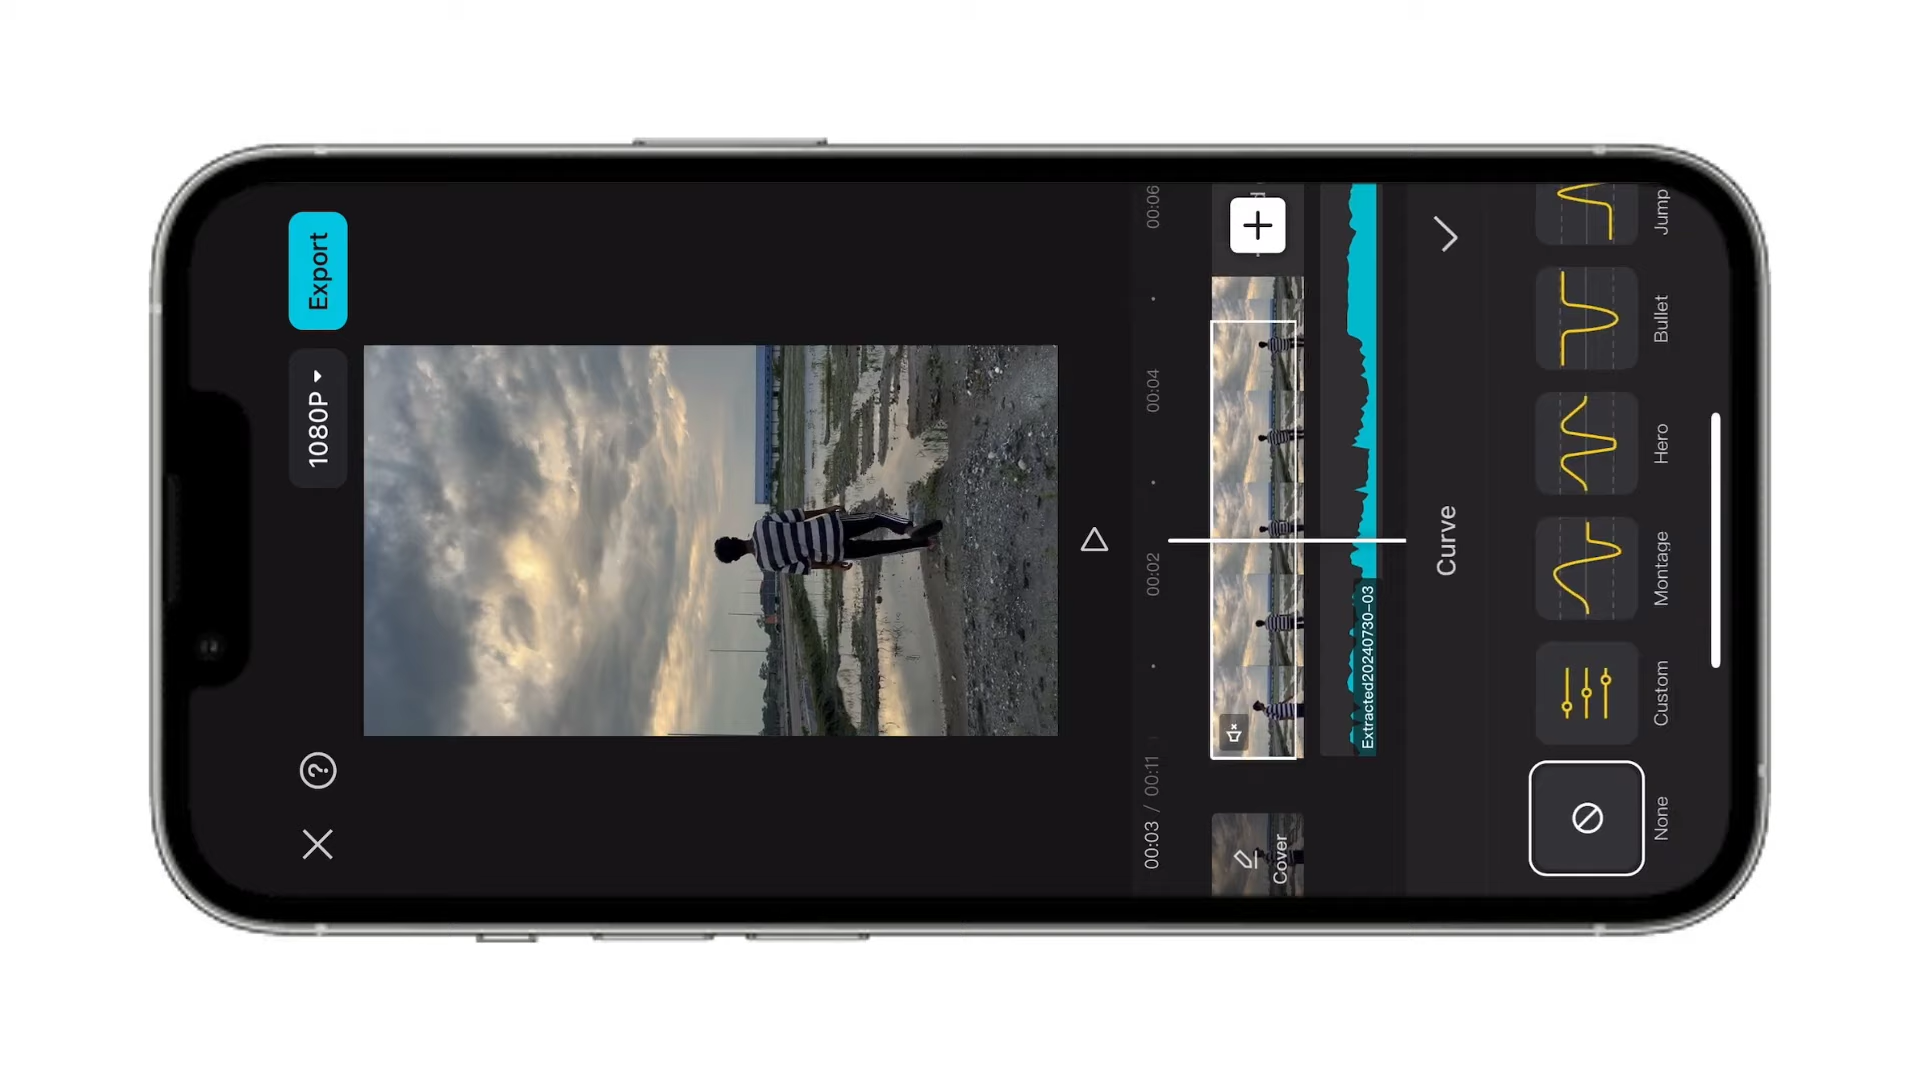 1080P
Export
00:03 / 00:11
00:02
00:04
00:06
Cover
Extracted20240730-03
Curve
None
Custom
Montage
Hero
Bullet
Jump